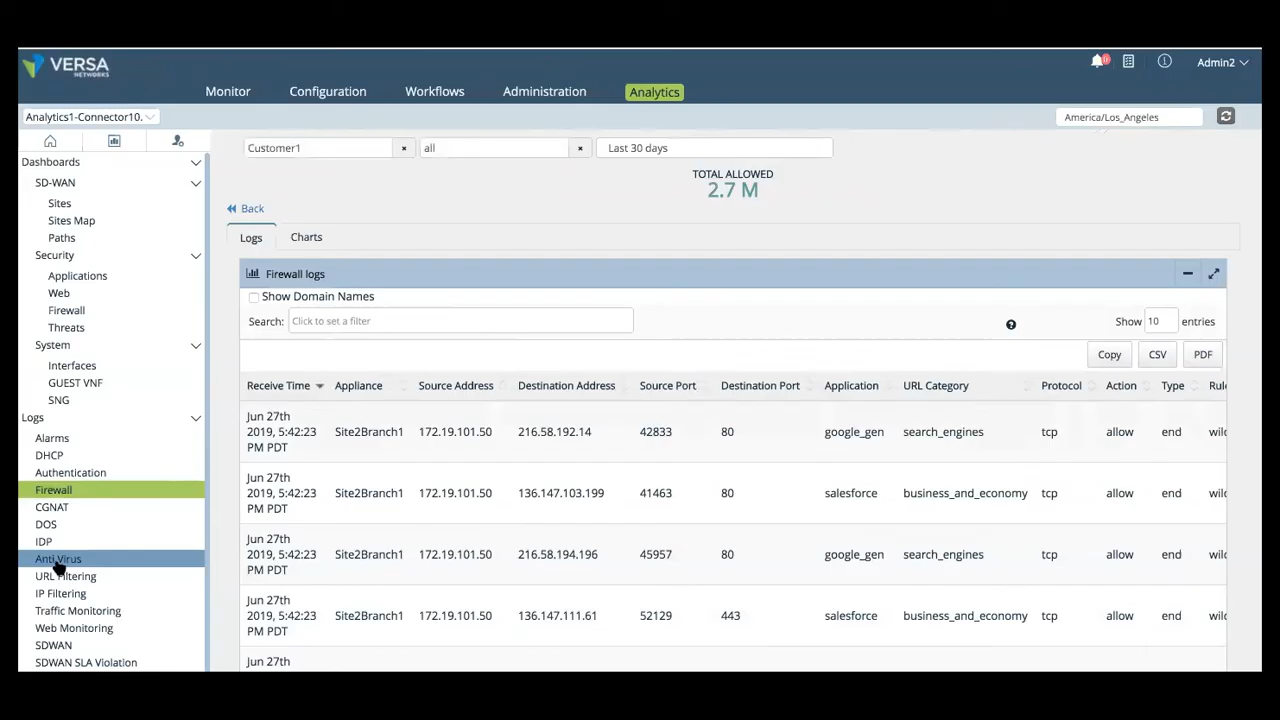 VERSA
NETWORKS
Admin2
Monitor
Configuration
Workflows
Administration
Analytics
Analytics1-Connector10.
America/Los_Angeles
Dashboards
SD-WAN
Sites
Sites Map
Paths
Security
Applications
Web
Firewall
Threats
System
Interfaces
GUEST VNF
SNG
Logs
Alarms
DHCP
Authentication
Firewall
CGNAT
DOS
IDP
Anti Virus
URL Filtering
IP Filtering
Traffic Monitoring
Web Monitoring
SDWAN
SDWAN SLA Violation
Customer1 × all × Last 30 days
TOTAL ALLOWED
2.7 M
Back
Logs Charts
Firewall logs
Show Domain Names
Search: Click to set a filter Show 10 entries
Copy CSV PDF
Receive Time Appliance Source Address Destination Address Source Port Destination Port Application URL Category Protocol Action Type Rul
Jun 27th
2019, 5:42:23 Site2Branch1 172.19.101.50 216.58.192.14 42833 80 google_gen search_engines tcp allow end wild
PM PDT
Jun 27th
2019, 5:42:23 Site2Branch1 172.19.101.50 136.147.103.199 41463 80 salesforce business_and_economy tcp allow end wild
PM PDT
Jun 27th
2019, 5:42:23 Site2Branch1 172.19.101.50 216.58.194.196 45957 80 google_gen search_engines tcp allow end wild
PM PDT
Jun 27th
2019, 5:42:23 Site2Branch1 172.19.101.50 136.147.111.61 52129 443 salesforce business_and_economy tcp allow end wild
PM PDT
Jun 27th